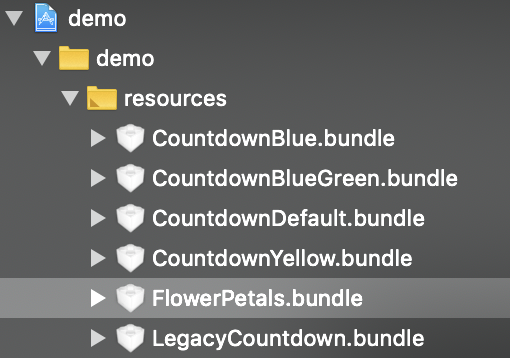 demo
demo
resources
CountdownBlue.bundle
CountdownBlueGreen.bundle
CountdownDefault.bundle
CountdownYellow.bundle
FlowerPetals.bundle
LegacyCountdown.bundle